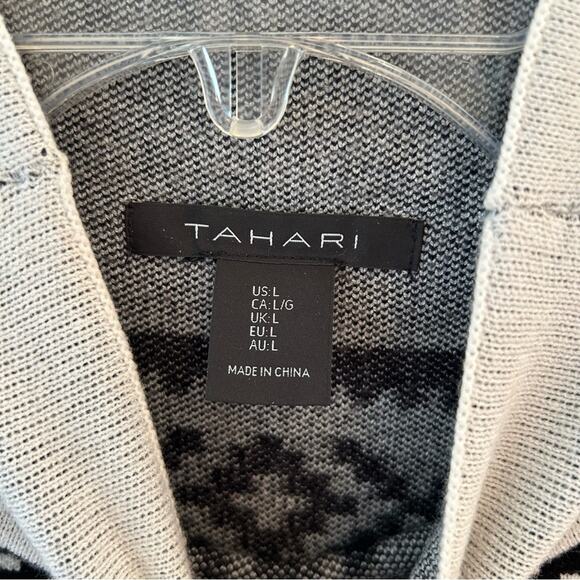 TAHARI
US: L
CA: L/G
UK: L
EU: L
AU: L
MADE IN CHINA